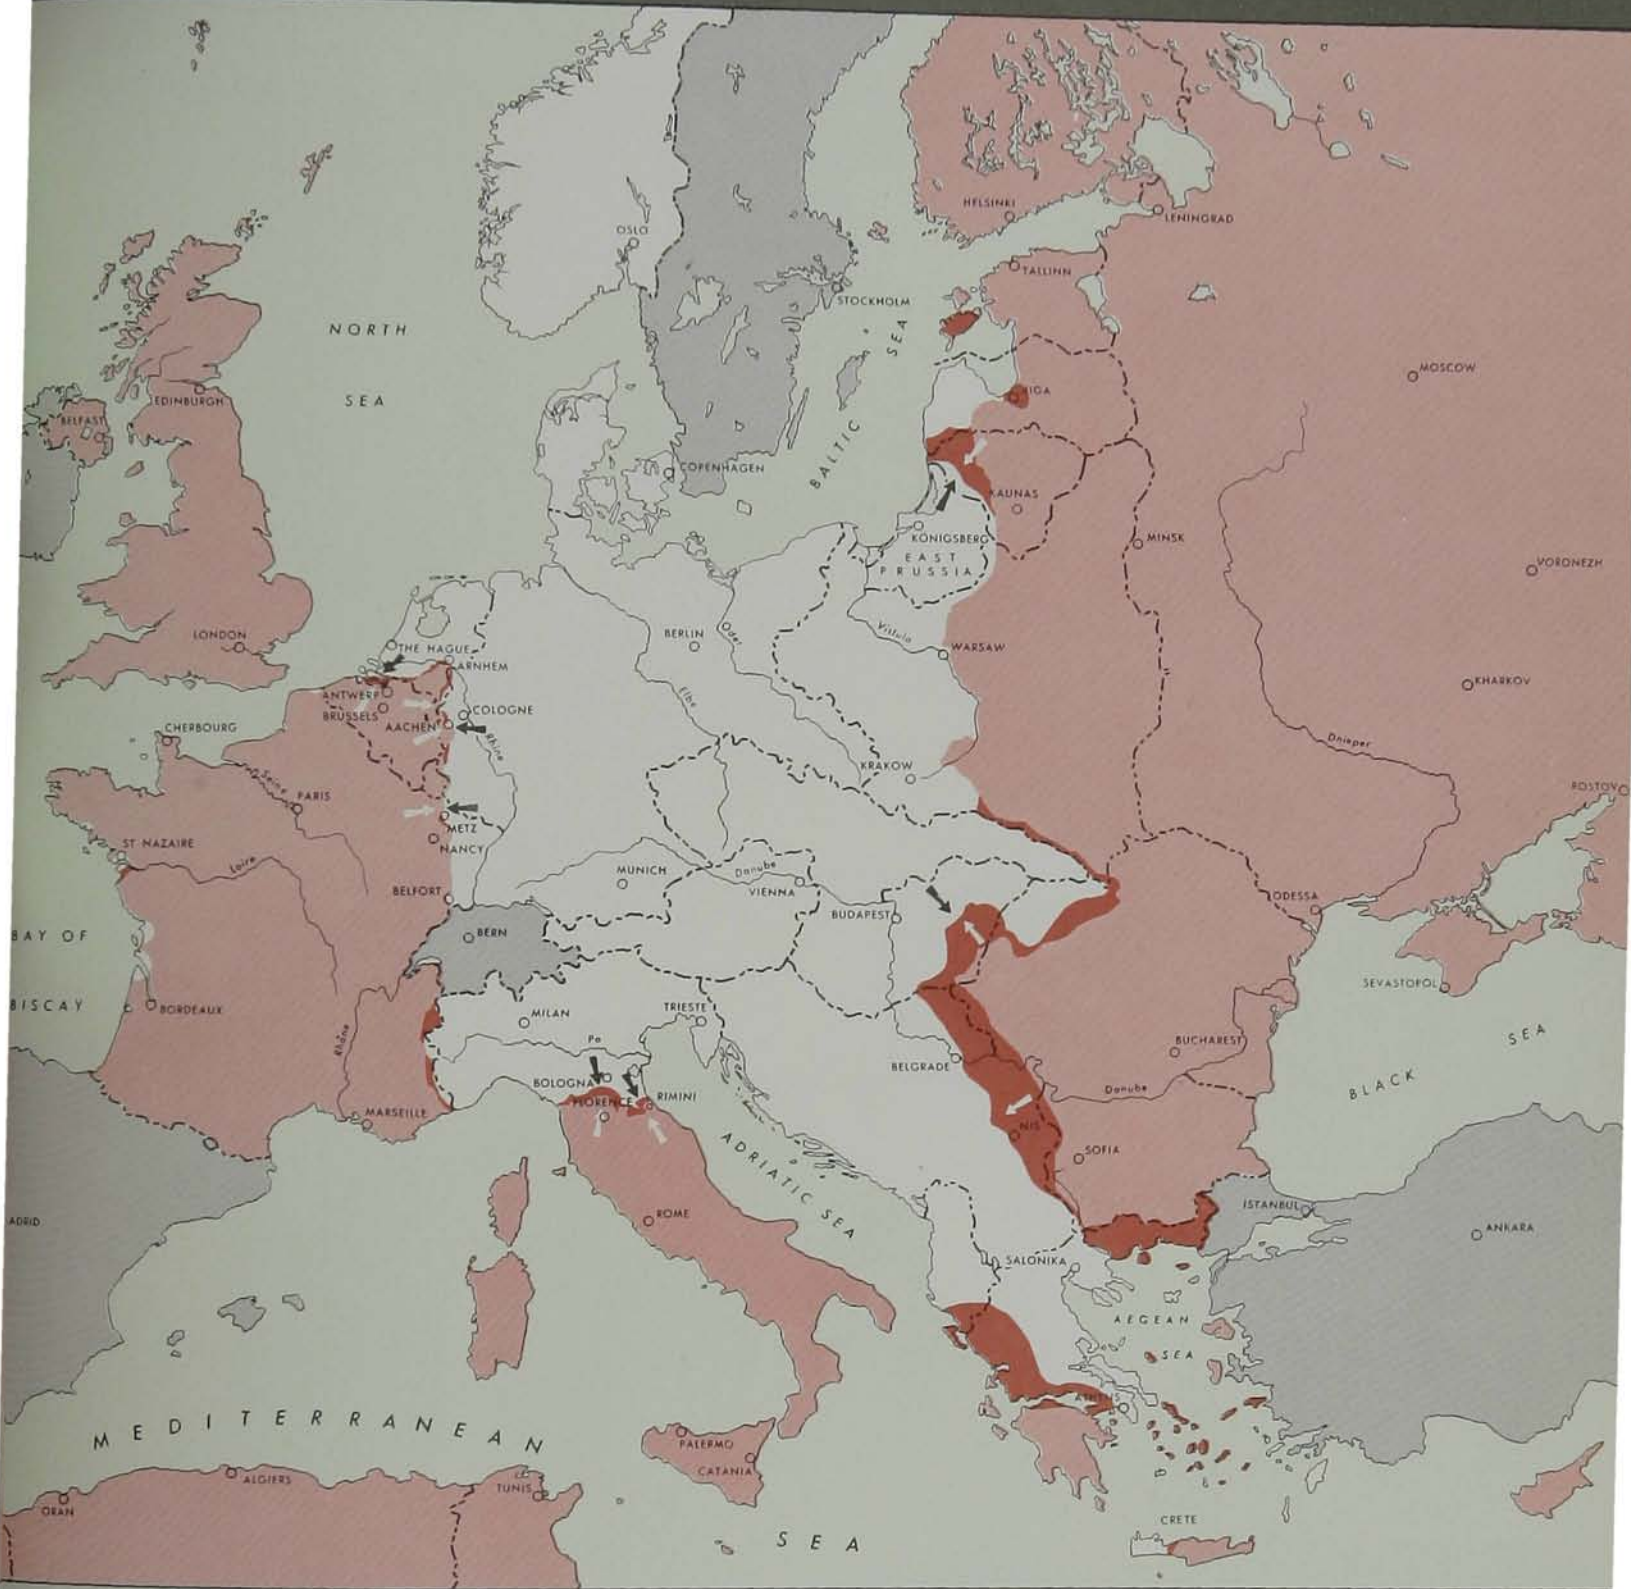 OSLO
HELSINKI
LENINGRAD
TALLINN
STOCKHOLM
NORTH
SEA
BALTIC
SEA
MOSCOW
EDINBURGH
BELFAST
RIGA
COPENHAGEN
KAUNAS
KÖNIGSBERG
EAST
PRUSSIA
MINSK
VORONEZH
LONDON
THE HAGUE
ARNHEM
BERLIN
Oder
Vistula
WARSAW
ANTWERP
BRUSSELS
COLOGNE
AACHEN
Rhine
Elbe
KHARKOV
CHERBOURG
Dnieper
KRAKOW
Seine
PARIS
ROSTOV
METZ
NANCY
ST NAZAIRE
Loire
BELFORT
MUNICH
Danube
VIENNA
BUDAPEST
ODESSA
BAY OF
BISCAY
BERN
SEVASTOPOL
BORDEAUX
MILAN
TRIESTE
Rhône
Po
BUCHAREST
BLACK
SEA
BELGRADE
Danube
BOLOGNA
FLORENCE
RIMINI
MARSEILLE
NIS
SOFIA
ADRIATIC SEA
ADRID
ROME
ISTANBUL
ANKARA
SALONIKA
AEGEAN
SEA
ATHENS
MEDITERRANEAN
SEA
PALERMO
CATANIA
ALGIERS
TUNIS
ORAN
CRETE